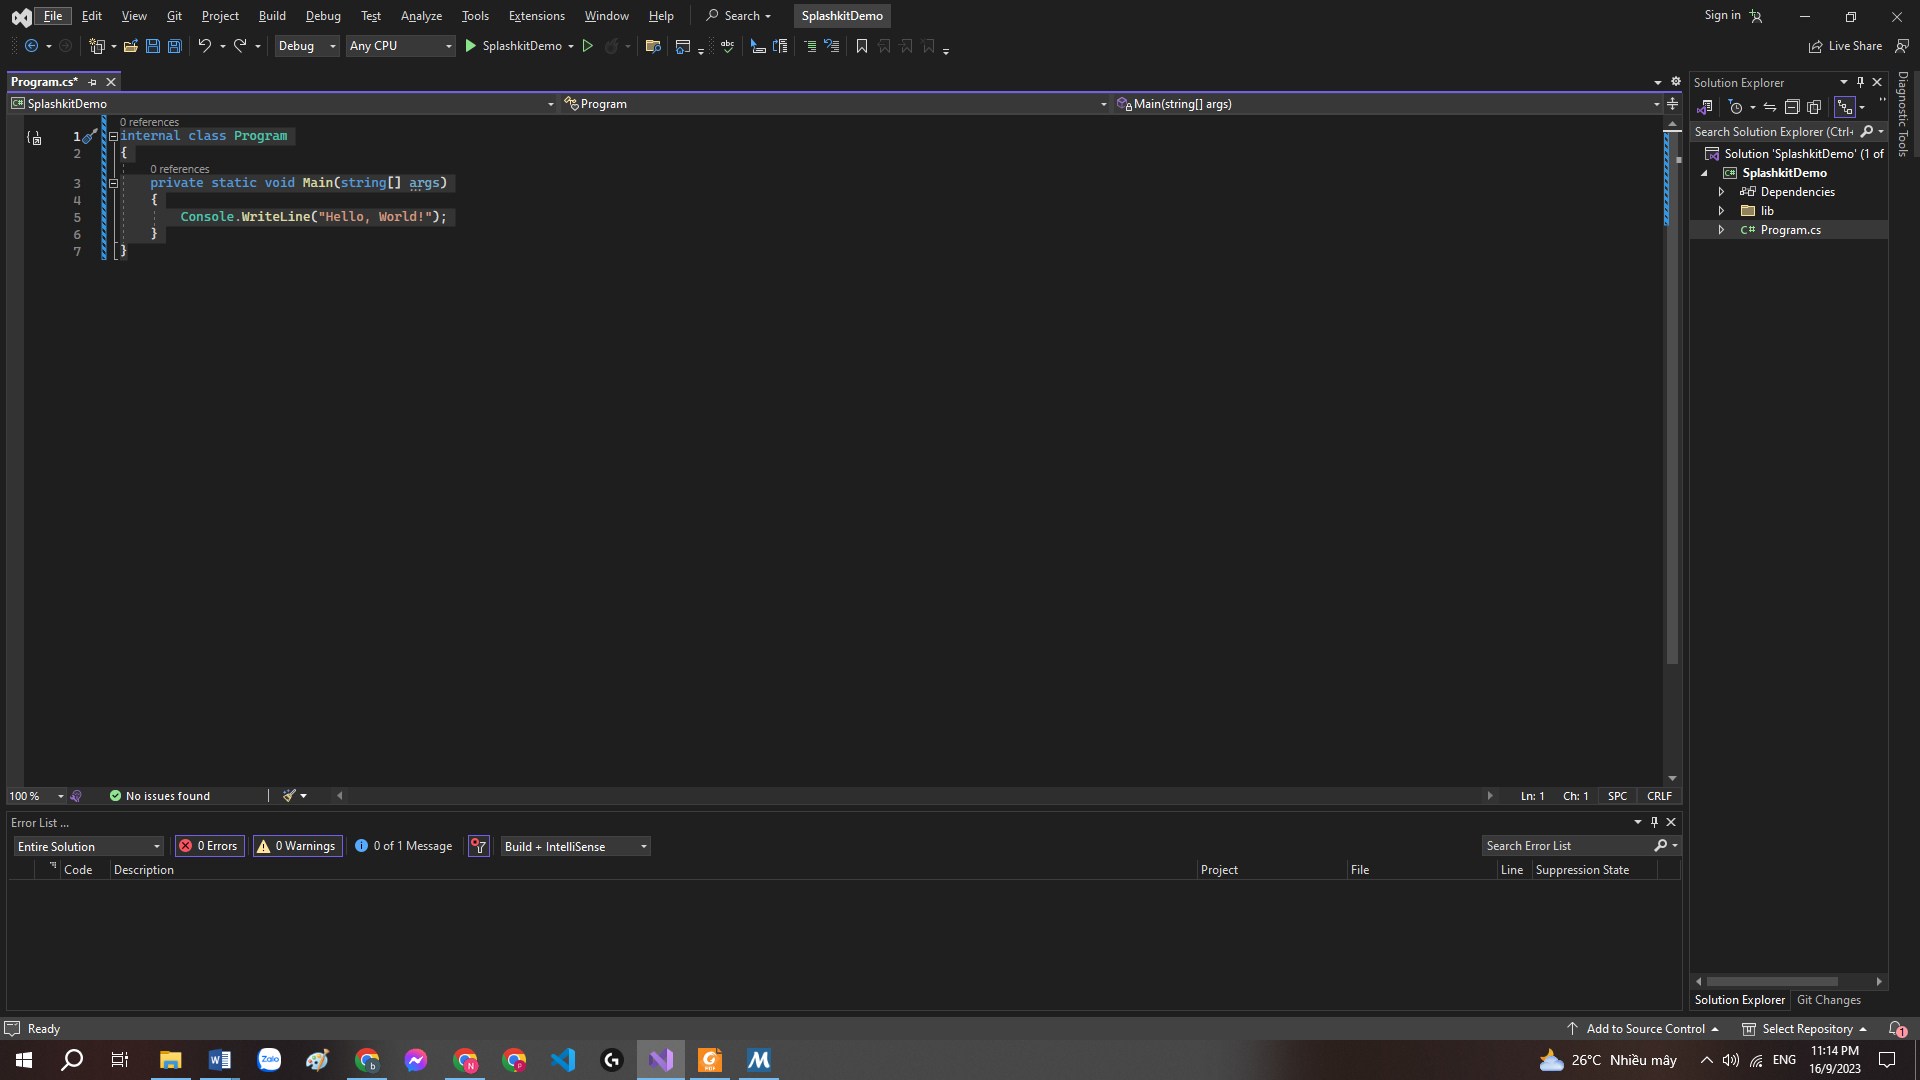 File Edit View Git Project Build Debug Test Analyze Tools Extensions Window Help Search SplashkitDemo Sign in
Debug Any CPU SplashkitDemo Live Share
Program.cs*
SplashkitDemo Program Main(string[] args)
0 references
1 internal class Program
2 {
0 references
3 private static void Main(string[] args)
4 {
5 Console.WriteLine("Hello, World!");
6 }
7 }
100 % No issues found Ln: 1 Ch: 1 SPC CRLF
Error List ...
Entire Solution 0 Errors 0 Warnings 0 of 1 Message Build + IntelliSense Search Error List
Code Description Project File Line Suppression State
Solution Explorer
Search Solution Explorer (Ctrl+
Solution 'SplashkitDemo' (1 of
C# SplashkitDemo
Dependencies
lib
C# Program.cs
Solution Explorer Git Changes
Diagnostic Tools
Ready Add to Source Control Select Repository 1
Zalo 26°C Nhiều mây ENG 11:14 PM
16/9/2023